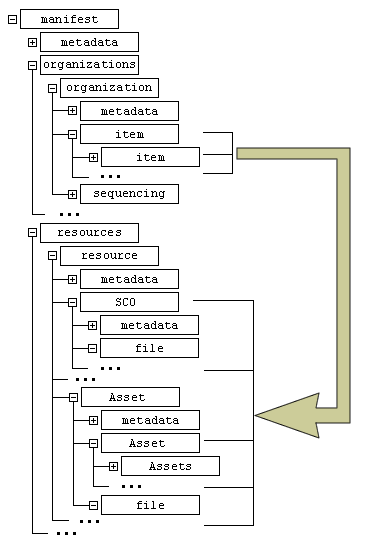 manifest
metadata
organizations
organization
metadata
item
item
...
sequencing
...
resources
resource
metadata
SCO
metadata
file
...
...
Asset
metadata
Asset
Assets
...
file
...
...